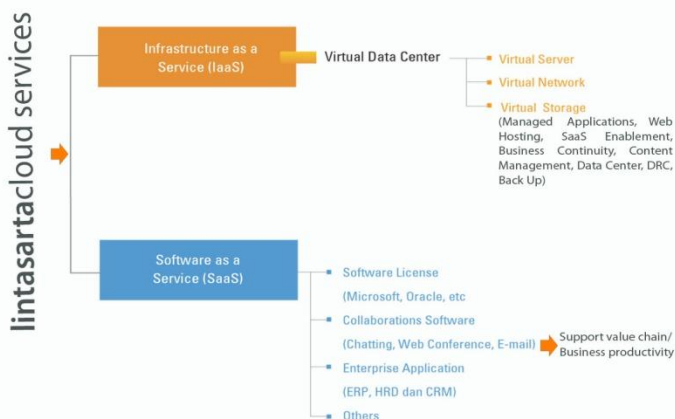 lintasartacloud services
Infrastructure as a
Service (IaaS)
Virtual Data Center
Virtual Server
Virtual Network
Virtual Storage
(Managed Applications, Web
Hosting, SaaS Enablement,
Business Continuity, Content
Management, Data Center, DRC,
Back Up)
Software as a
Service (SaaS)
Software License
(Microsoft, Oracle, etc
Collaborations Software
(Chatting, Web Conference, E-mail)
Support value chain/
Business productivity
Enterprise Application
(ERP, HRD dan CRM)
Others